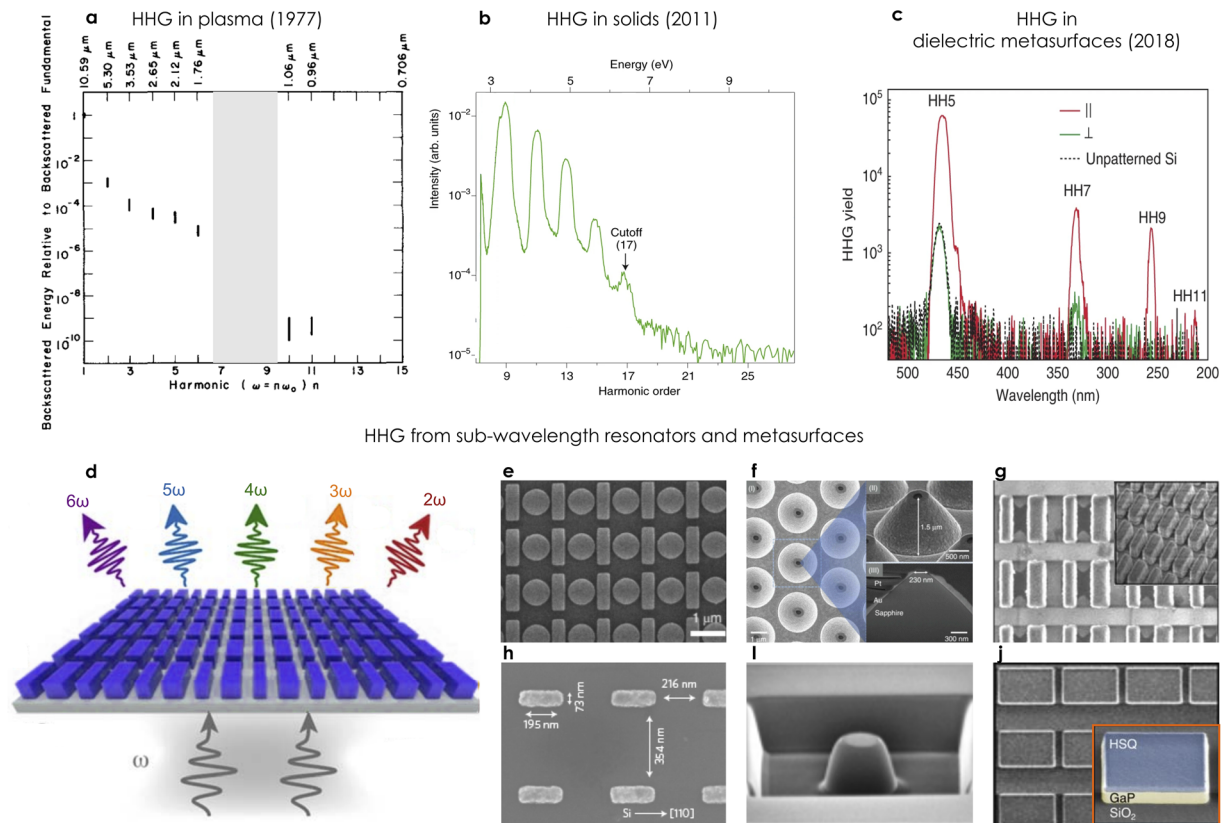 a HHG in plasma (1977)
10.59 μm
5.30 μm
3.53 μm
2.65 μm
2.12 μm
1.76 μm
1.06 μm
0.96 μm
0.706 μm
Backscattered Energy Relative to Backscattered Fundamental
1
10-2
10-4
10-6
10-8
10-10
1 3 5 7 9 11 13 15
Harmonic (ω = nω₀) n
b HHG in solids (2011)
Energy (eV)
3 5 7 9
Intensity (arb. units)
10-2
10-3
10-4
10-5
Cutoff
(17)
9 13 17 21 25
Harmonic order
c HHG in
dielectric metasurfaces (2018)
HHG yield
10⁵
10⁴
10³
10²
HH5
HH7
HH9
HH11
||
⊥
Unpatterned Si
500 450 400 350 300 250 200
Wavelength (nm)
HHG from sub-wavelength resonators and metasurfaces
d
6ω
5ω
4ω
3ω
2ω
ω
e
1 μm
f
(I)
1 μm
(II)
1.5 μm
500 nm
(III)
230 nm
Pt
Au
Sapphire
300 nm
g
h
216 nm
73 nm
195 nm
354 nm
Si → [110]
I
j
HSQ
GaP
SiO₂